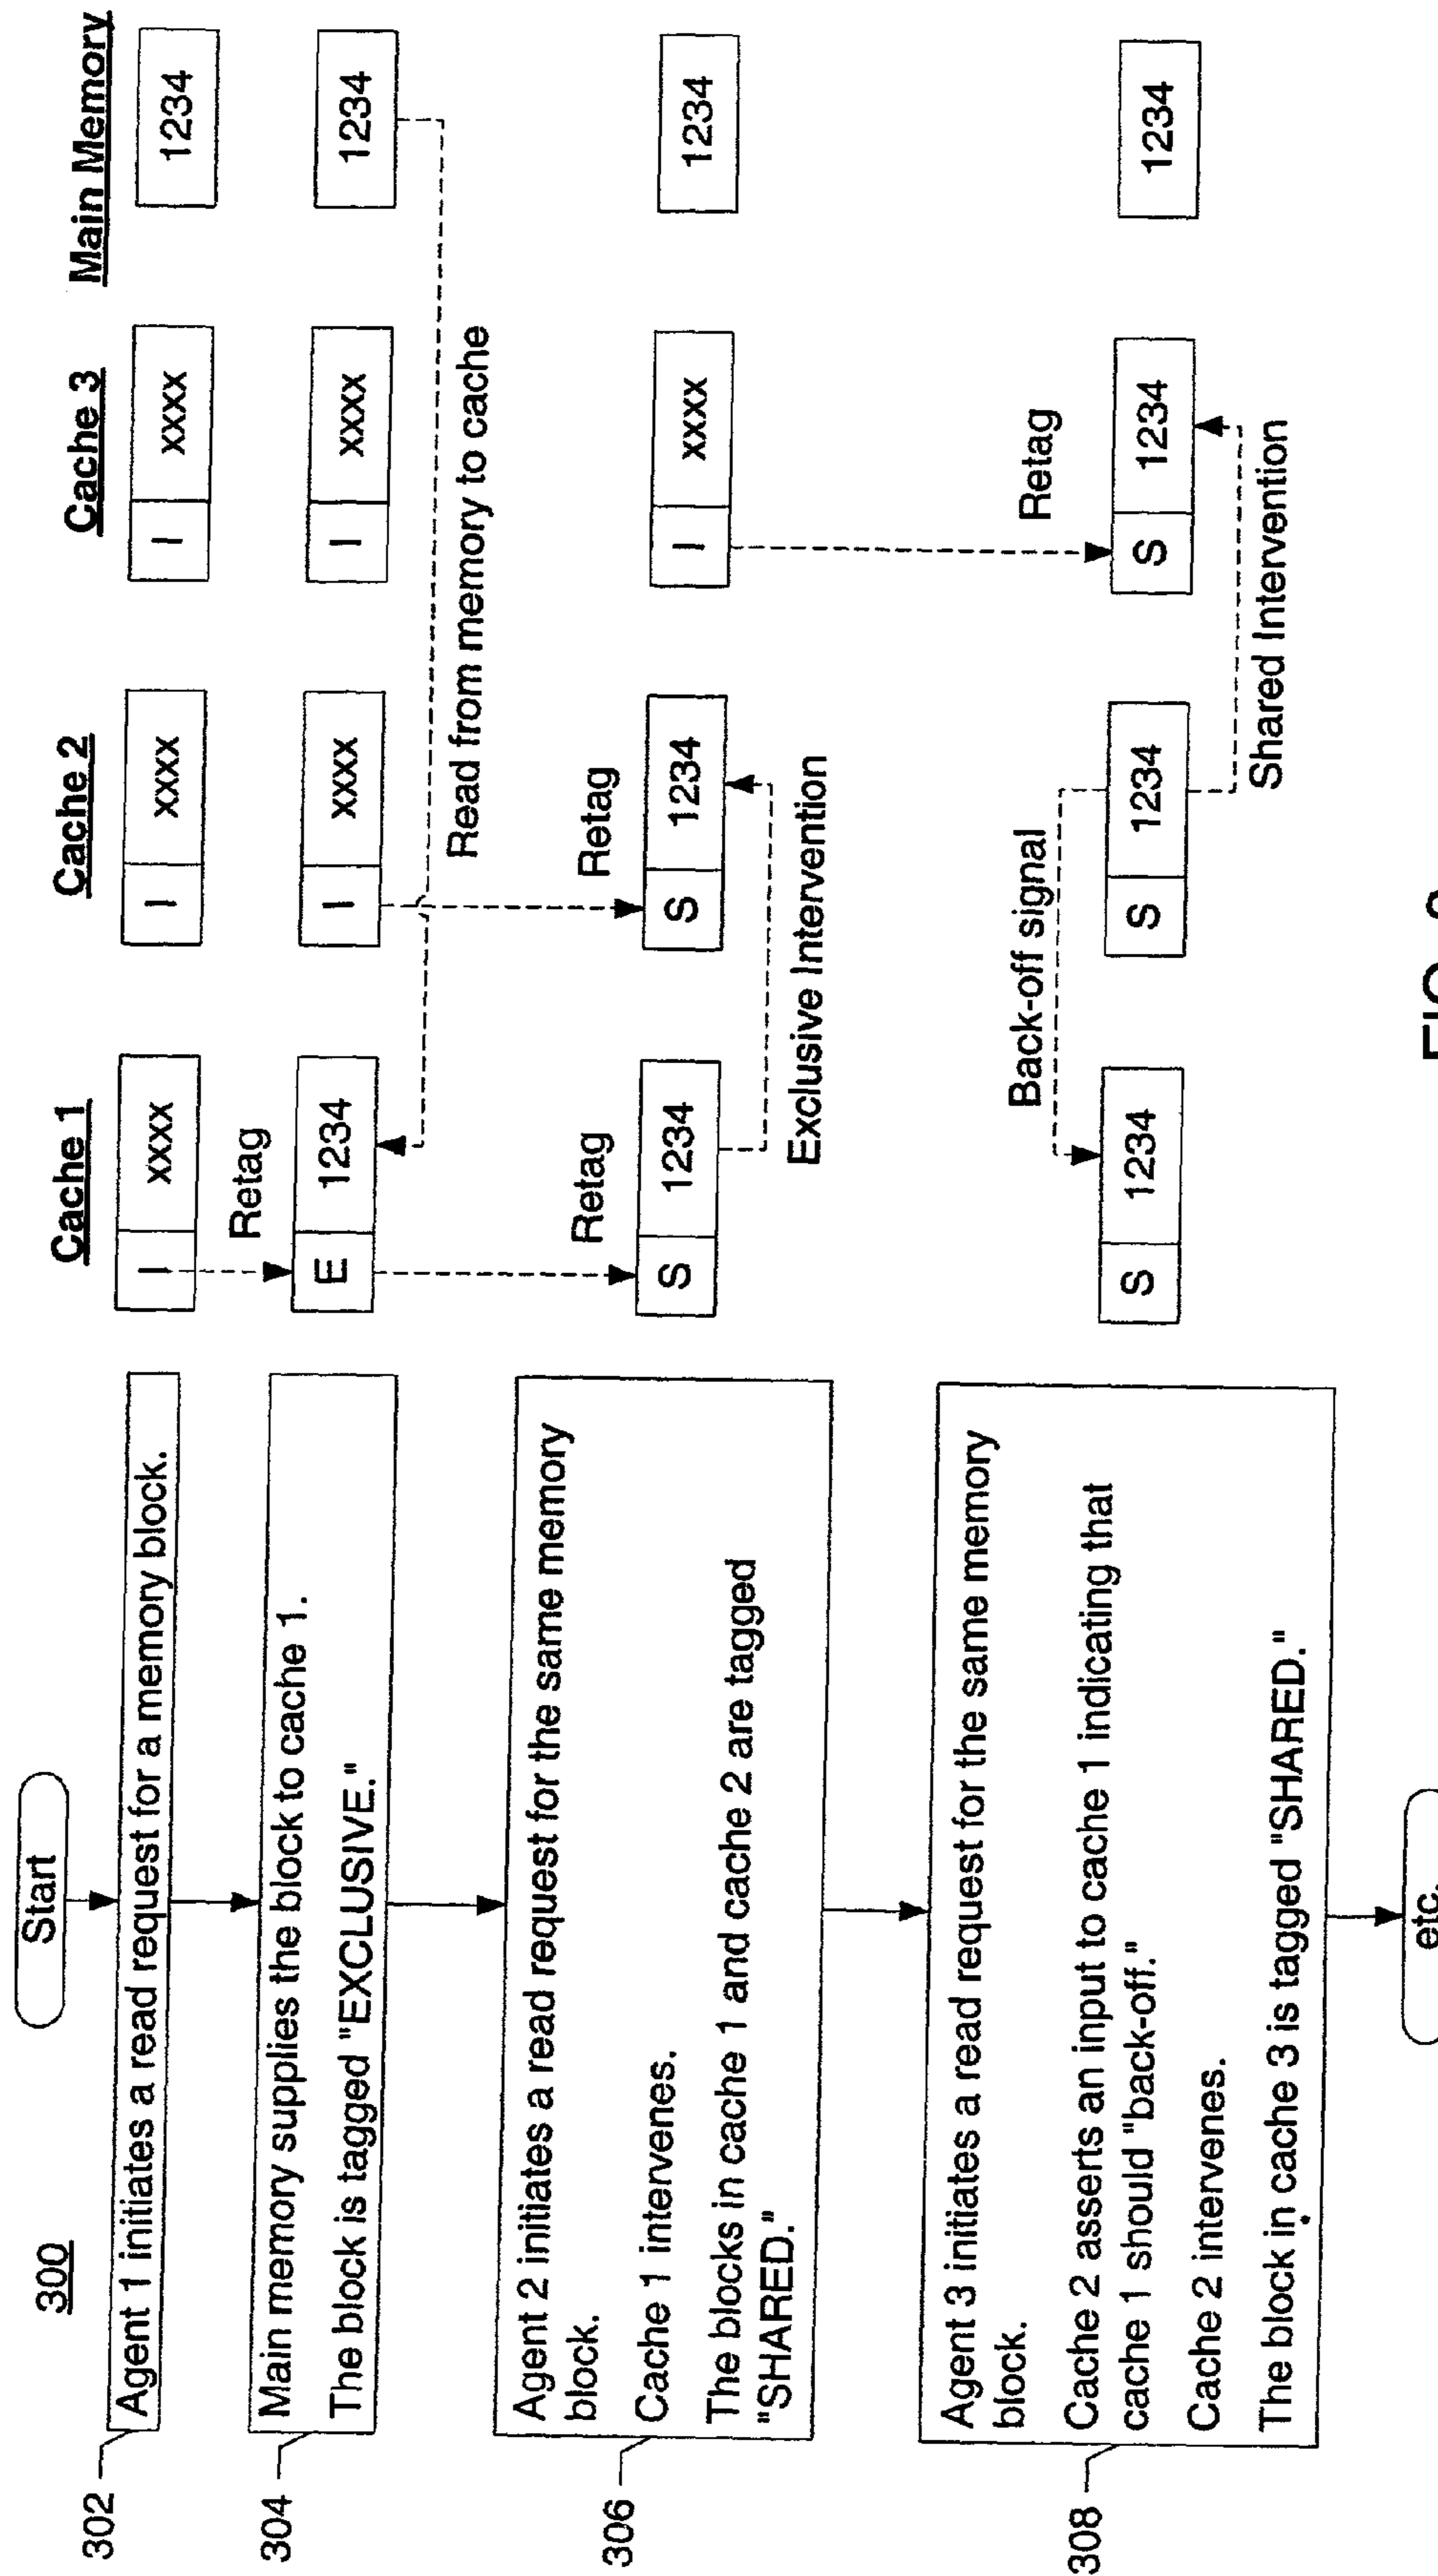 300
Start
Cache 1 Cache 2 Cache 3 Main Memory
302
Agent 1 initiates a read request for a memory block.
I xxxx I xxxx I xxxx 1234
Retag
304
Main memory supplies the block to cache 1.
The block is tagged "EXCLUSIVE."
E 1234 I xxxx I xxxx 1234
Read from memory to cache
Retag Retag
306
Agent 2 initiates a read request for the same memory
block.
Cache 1 intervenes.
The blocks in cache 1 and cache 2 are tagged
"SHARED."
S 1234 S 1234 I xxxx 1234
Exclusive Intervention
Back-off signal Retag
308
Agent 3 initiates a read request for the same memory
block.
Cache 2 asserts an input to cache 1 indicating that
cache 1 should "back-off."
Cache 2 intervenes.
The block in cache 3 is tagged "SHARED."
S 1234 S 1234 S 1234 1234
Shared Intervention
etc.